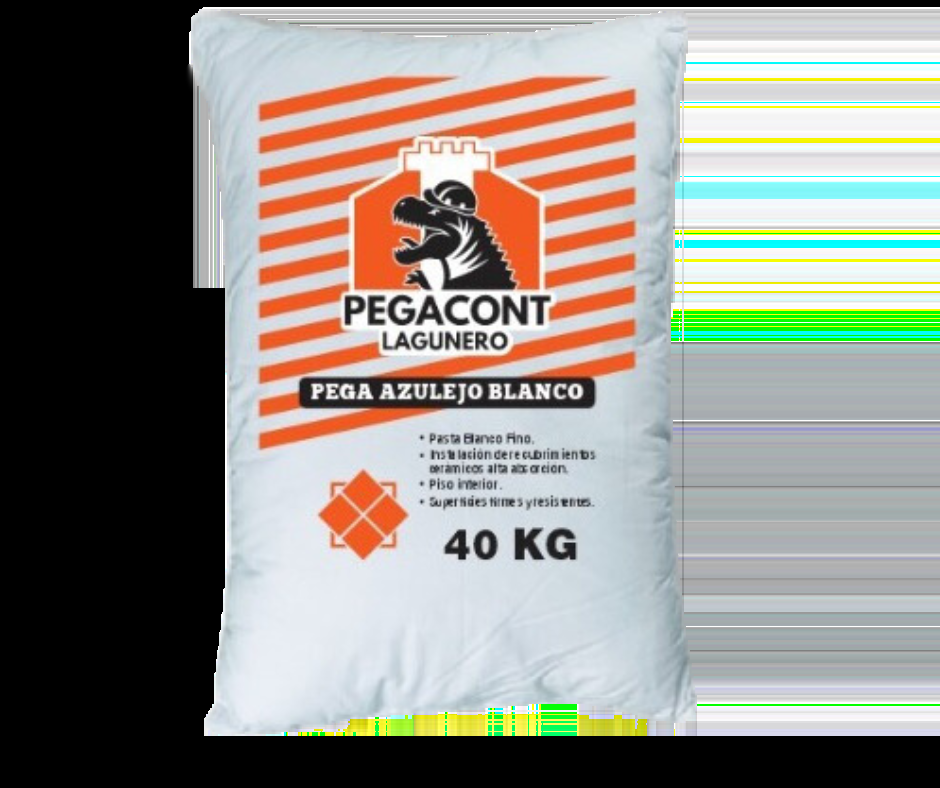 PEGACONT
LAGUNERO
PEGA AZULEJO BLANCO
• Pasta Blanco Fino.
• Instalación de recubrimientos
cerámicos alta absorción.
• Piso interior.
• Superficies firmes y resistentes.
40 KG